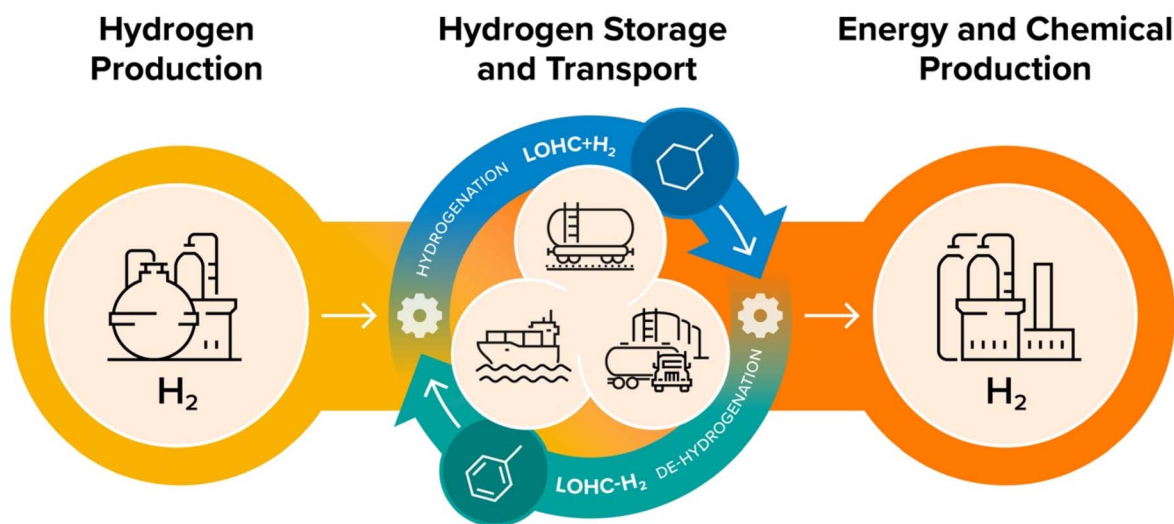 Hydrogen
Production
Hydrogen Storage
and Transport
Energy and Chemical
Production
HYDROGENATION
LOHC+H₂
H₂
H₂
LOHC-H₂
DE-HYDROGENATION